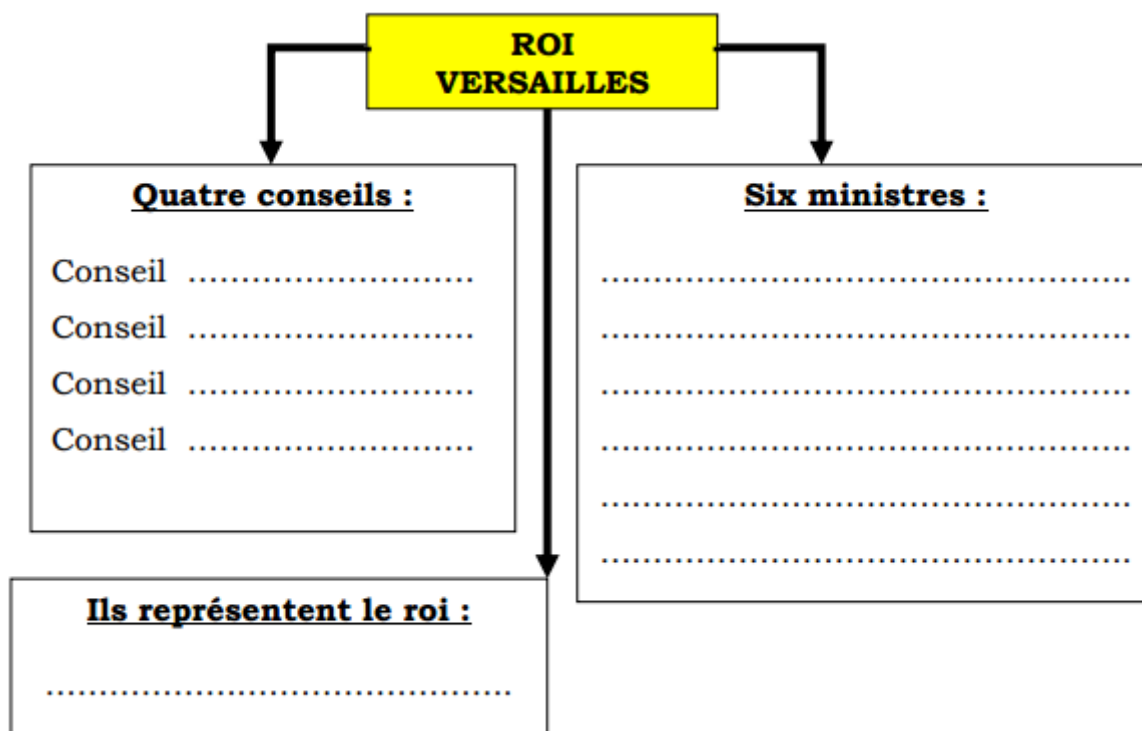 ROI
VERSAILLES
Quatre conseils :
Conseil ...........................
Conseil ...........................
Conseil ...........................
Conseil ...........................
Six ministres :
..................................................
..................................................
..................................................
..................................................
..................................................
..................................................
Ils représentent le roi :
............................................